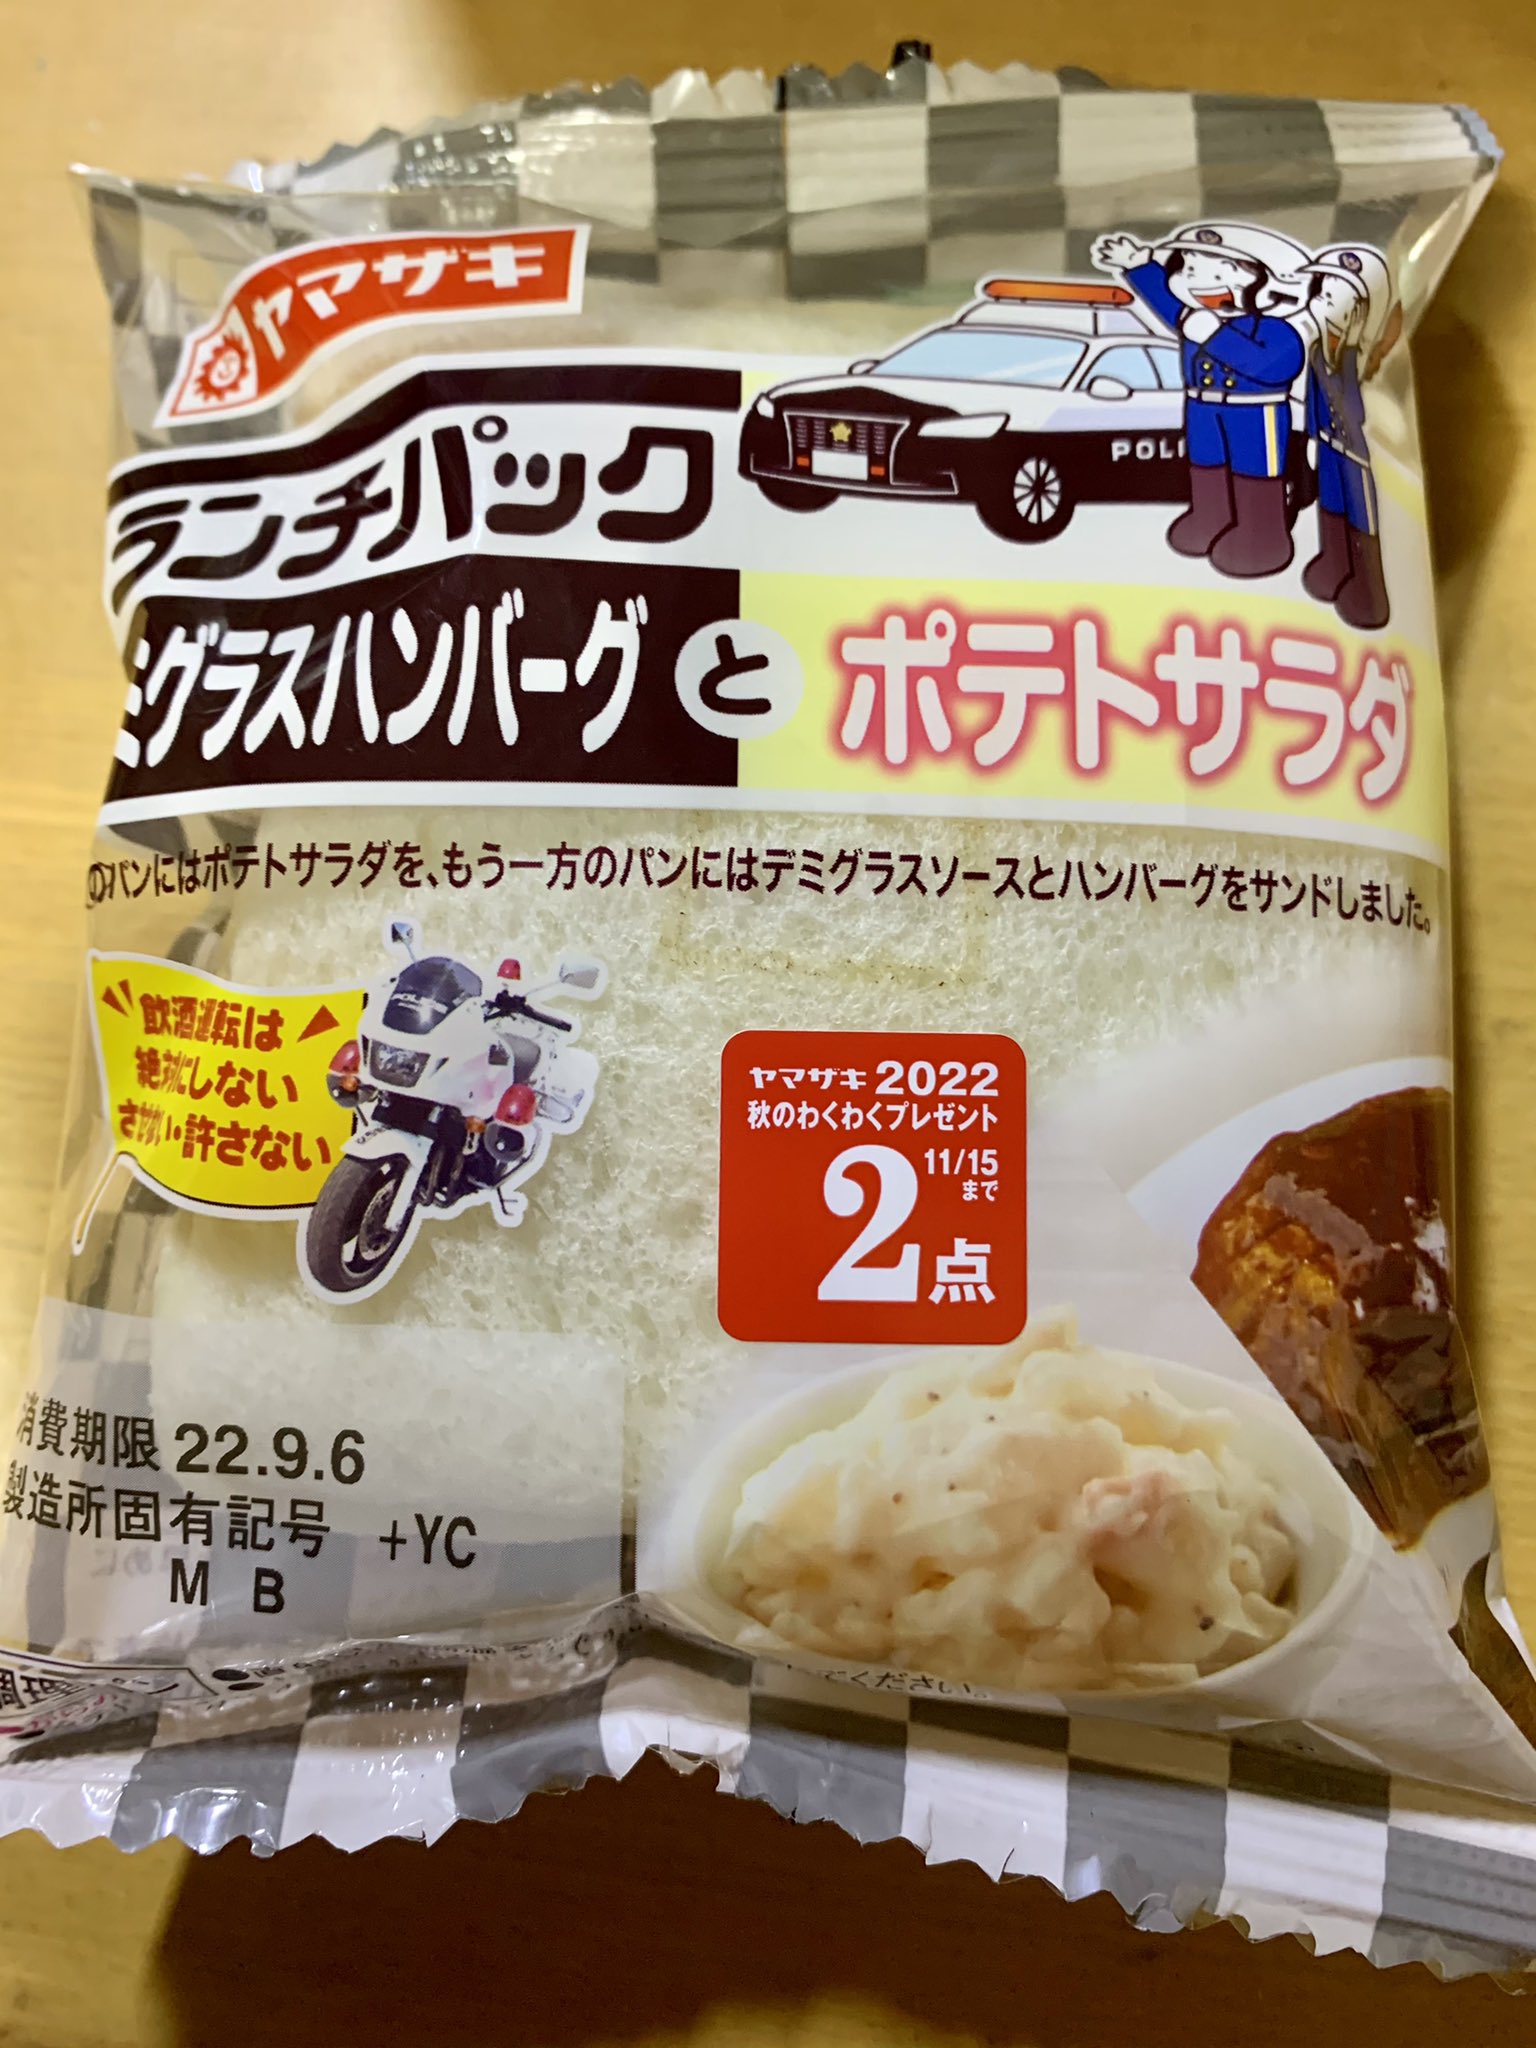 ヤマザキ
ランチパック
POLI
ミグラスハンバーグ と ポテトサラダ
のパンにはポテトサラダを、もう一方のパンにはデミグラスソースとハンバーグをサンドしました。
飲酒運転は
絶対にしない
させない・許さない
ヤマザキ 2022
秋のわくわくプレゼント
11/15
まで
2点
消費期限 22.9.6
製造所固有記号 +YC
M B
ください。